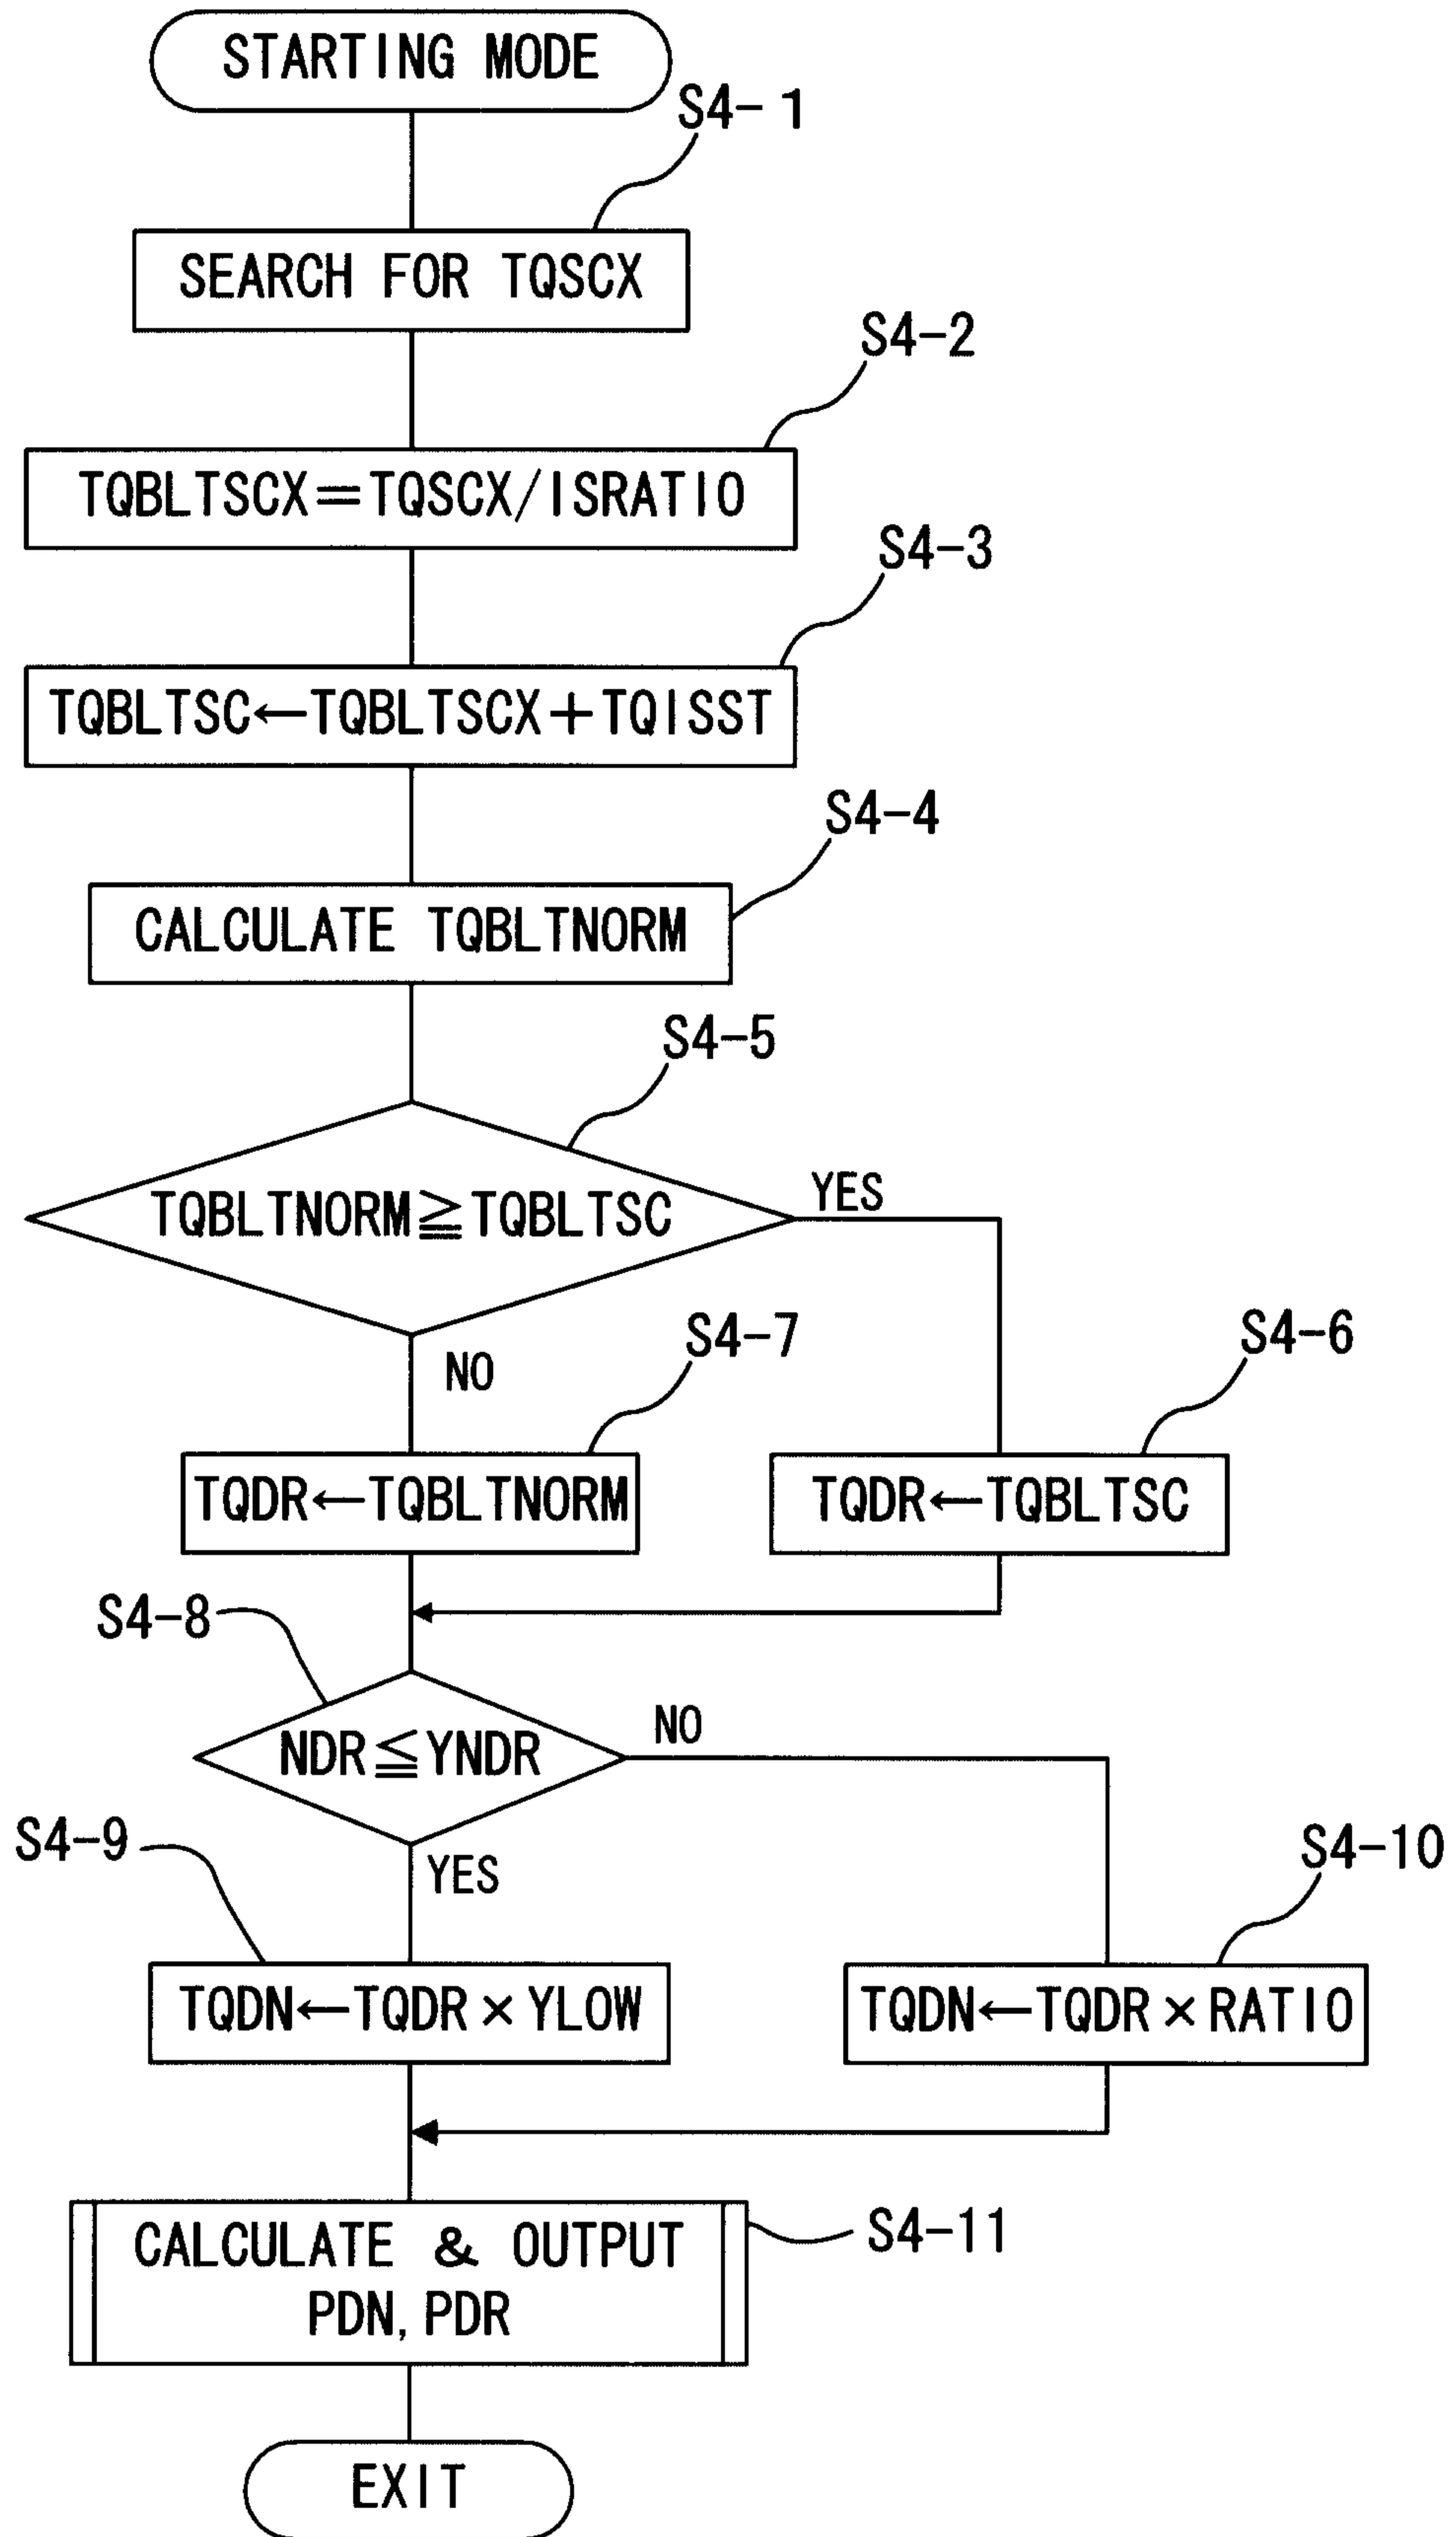 STARTING MODE
S4-1
SEARCH FOR TQSCX
S4-2
TQBLTSCX=TQSCX/ISRATIO
S4-3
TQBLTSC←TQBLTSCX+TQISST
S4-4
CALCULATE TQBLTNORM
S4-5
TQBLTNORM≧TQBLTSC
YES
NO
S4-7
S4-6
TQDR←TQBLTNORM
TQDR←TQBLTSC
S4-8
NDR≦YNDR
NO
S4-9
YES
S4-10
TQDN←TQDR×YLOW
TQDN←TQDR×RATIO
CALCULATE & OUTPUT
PDN, PDR
S4-11
EXIT